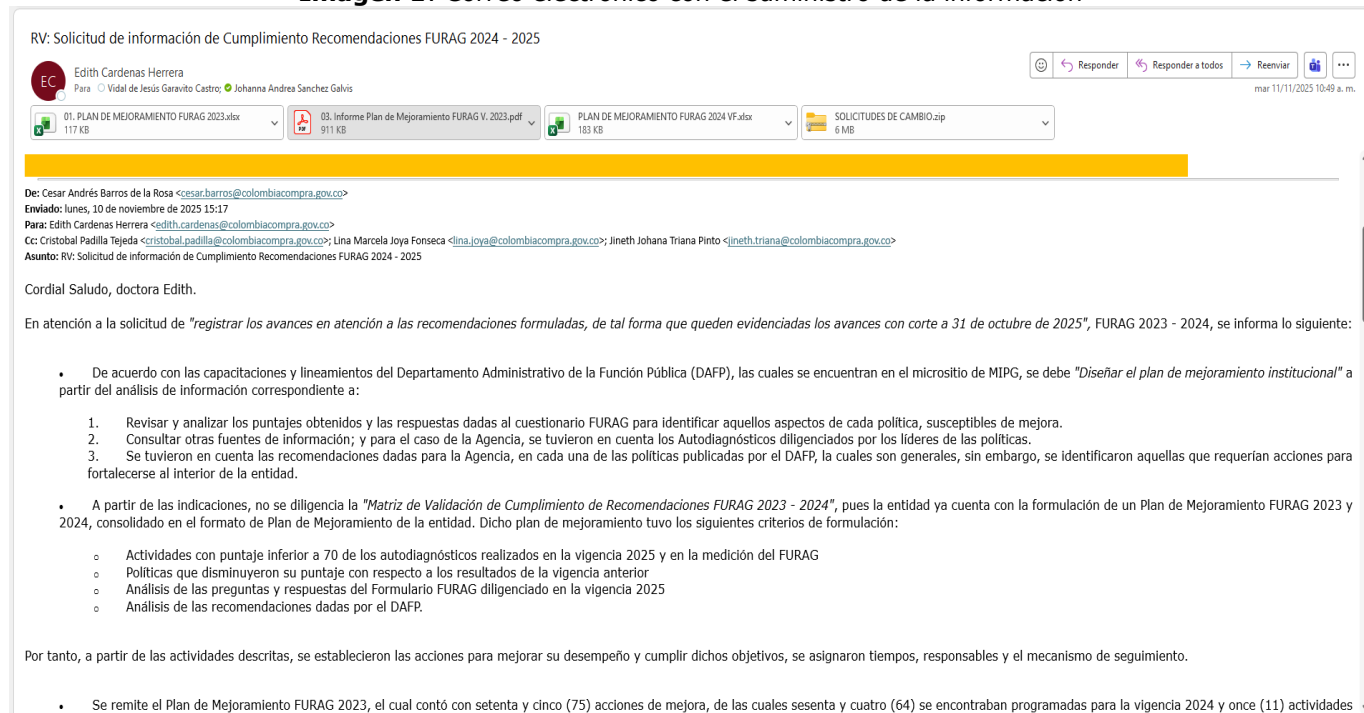 RV: Solicitud de información de Cumplimiento Recomendaciones FURAG 2024 - 2025
EC
Edith Cardenas Herrera
Para Vidal de Jesús Garavito Castro; Johanna Andrea Sanchez Galvis
Responder
Responder a todos
Reenviar
mar 11/11/2025 10:49 a. m.
01. PLAN DE MEJORAMIENTO FURAG 2023.xlsx
117 KB
03. Informe Plan de Mejoramiento FURAG V. 2023.pdf
911 KB
PLAN DE MEJORAMIENTO FURAG 2024 VF.xlsx
183 KB
SOLICITUDES DE CAMBIO.zip
6 MB
De: Cesar Andrés Barros de la Rosa <cesar.barros@colombiacompra.gov.co>
Enviado: lunes, 10 de noviembre de 2025 15:17
Para: Edith Cardenas Herrera <edith.cardenas@colombiacompra.gov.co>
Cc: Cristobal Padilla Tejeda <cristobal.padilla@colombiacompra.gov.co>; Lina Marcela Joya Fonseca <lina.joya@colombiacompra.gov.co>; Jineth Johana Triana Pinto <jineth.triana@colombiacompra.gov.co>
Asunto: RV: Solicitud de información de Cumplimiento Recomendaciones FURAG 2024 - 2025
Cordial Saludo, doctora Edith.
En atención a la solicitud de "registrar los avances en atención a las recomendaciones formuladas, de tal forma que queden evidenciadas los avances con corte a 31 de octubre de 2025", FURAG 2023 - 2024, se informa lo siguiente:
• De acuerdo con las capacitaciones y lineamientos del Departamento Administrativo de la Función Pública (DAFP), las cuales se encuentran en el micrositio de MIPG, se debe "Diseñar el plan de mejoramiento institucional" a
partir del análisis de información correspondiente a:
1. Revisar y analizar los puntajes obtenidos y las respuestas dadas al cuestionario FURAG para identificar aquellos aspectos de cada política, susceptibles de mejora.
2. Consultar otras fuentes de información; y para el caso de la Agencia, se tuvieron en cuenta los Autodiagnósticos diligenciados por los líderes de las políticas.
3. Se tuvieron en cuenta las recomendaciones dadas para la Agencia, en cada una de las políticas publicadas por el DAFP, la cuales son generales, sin embargo, se identificaron aquellas que requerían acciones para
fortalecerse al interior de la entidad.
• A partir de las indicaciones, no se diligencia la "Matriz de Validación de Cumplimiento de Recomendaciones FURAG 2023 - 2024", pues la entidad ya cuenta con la formulación de un Plan de Mejoramiento FURAG 2023 y
2024, consolidado en el formato de Plan de Mejoramiento de la entidad. Dicho plan de mejoramiento tuvo los siguientes criterios de formulación:
o Actividades con puntaje inferior a 70 de los autodiagnósticos realizados en la vigencia 2025 y en la medición del FURAG
o Políticas que disminuyeron su puntaje con respecto a los resultados de la vigencia anterior
o Análisis de las preguntas y respuestas del Formulario FURAG diligenciado en la vigencia 2025
o Análisis de las recomendaciones dadas por el DAFP.
Por tanto, a partir de las actividades descritas, se establecieron las acciones para mejorar su desempeño y cumplir dichos objetivos, se asignaron tiempos, responsables y el mecanismo de seguimiento.
• Se remite el Plan de Mejoramiento FURAG 2023, el cual contó con setenta y cinco (75) acciones de mejora, de las cuales sesenta y cuatro (64) se encontraban programadas para la vigencia 2024 y once (11) actividades